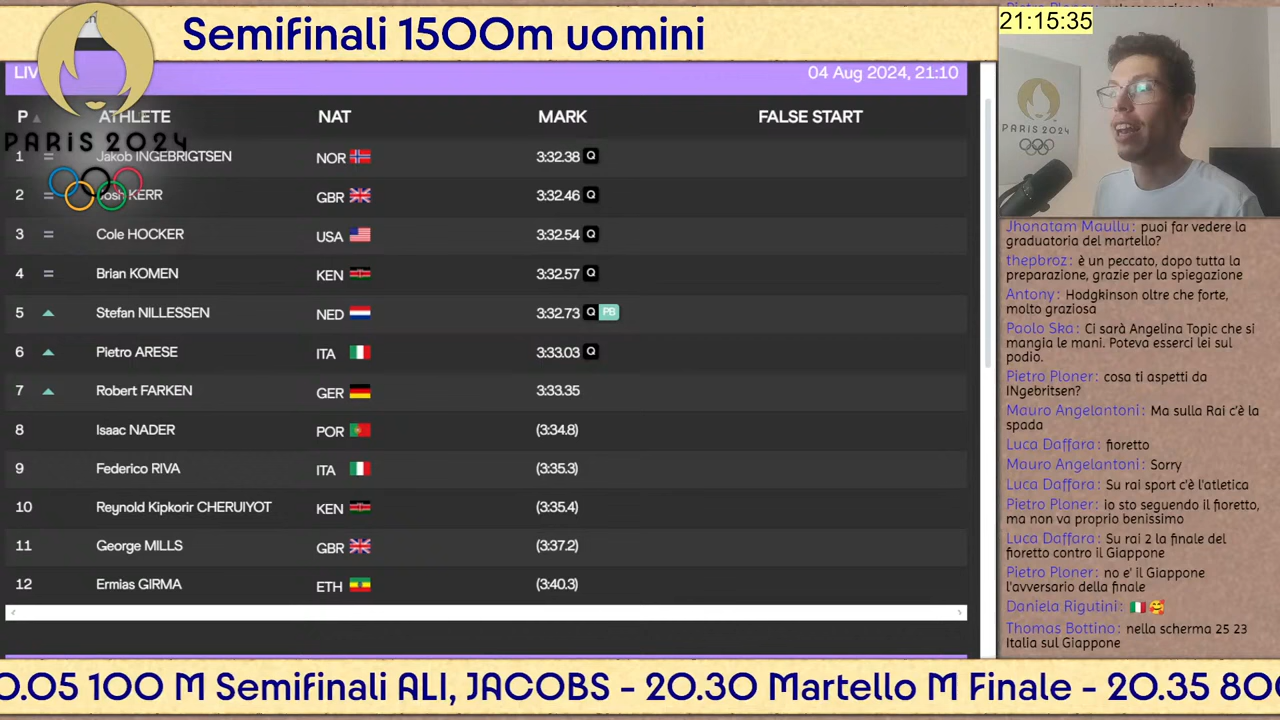 Semifinali 1500m uomini
21:15:35
LIV
04 Aug 2024, 21:10
P ATHLETE NAT MARK FALSE START
PARIS 2024
1 = Jakob INGEBRIGTSEN NOR 3:32.38 Q
2 = Josh KERR GBR 3:32.46 Q
3 = Cole HOCKER USA 3:32.54 Q
4 = Brian KOMEN KEN 3:32.57 Q
5 Stefan NILLESSEN NED 3:32.73 Q PB
6 Pietro ARESE ITA 3:33.03 Q
7 Robert FARKEN GER 3:33.35
8 Isaac NADER POR (3:34.8)
9 Federico RIVA ITA (3:35.3)
10 Reynold Kipkorir CHERUIYOT KEN (3:35.4)
11 George MILLS GBR (3:37.2)
12 Ermias GIRMA ETH (3:40.3)
PARIS 2024
Jhonatam Maullu: puoi far vedere la
graduatoria del martello?
thepbroz: è un peccato, dopo tutta la
preparazione, grazie per la spiegazione
Antony: Hodgkinson oltre che forte,
molto graziosa
Paolo Ska: Ci sarà Angelina Topic che si
mangia le mani. Poteva esserci lei sul
podio.
Pietro Ploner: cosa ti aspetti da
INgebritsen?
Mauro Angelantoni: Ma sulla Rai c'è la
spada
Luca Daffara: fioretto
Mauro Angelantoni: Sorry
Luca Daffara: Su rai sport c'è l'atletica
Pietro Ploner: io sto seguendo il fioretto,
ma non va proprio benissimo
Luca Daffara: Su rai 2 la finale del
fioretto contro il Giappone
Pietro Ploner: no e' il Giappone
l'avversario della finale
Daniela Rigutini: 🇮🇹🥰
Thomas Bottino: nella scherma 25 23
Italia sul Giappone
0.05 100 M Semifinali ALI, JACOBS - 20.30 Martello M Finale - 20.35 800